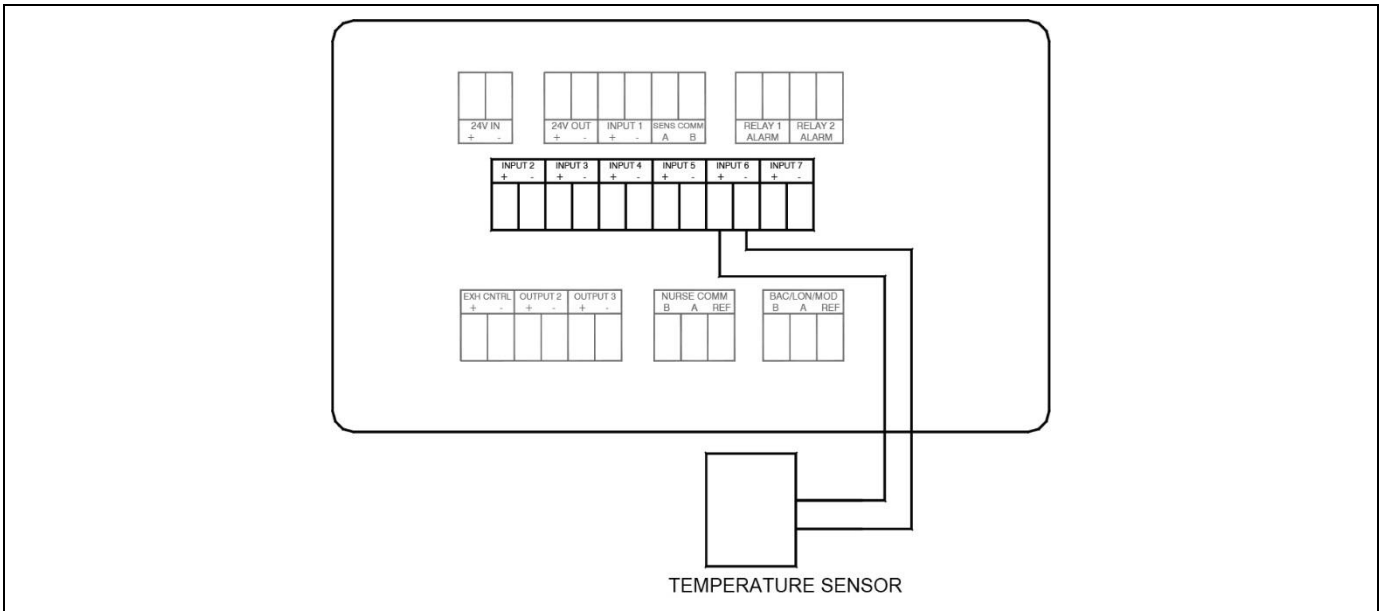 24V IN
+ -
24V OUT INPUT 1 SENS COMM
+ - + - A B
RELAY 1 RELAY 2
ALARM ALARM
INPUT 2 INPUT 3 INPUT 4 INPUT 5 INPUT 6 INPUT 7
+ - + - + - + - + - + -
EXH CNTRL OUTPUT 2 OUTPUT 3
+ - + - + -
NURSE COMM
B A REF
BAC/LON/MOD
B A REF
TEMPERATURE SENSOR